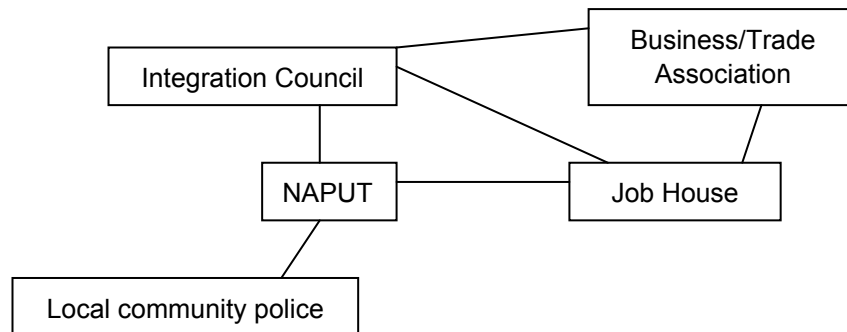 Business/Trade
Association
Integration Council
NAPUT
Job House
Local community police